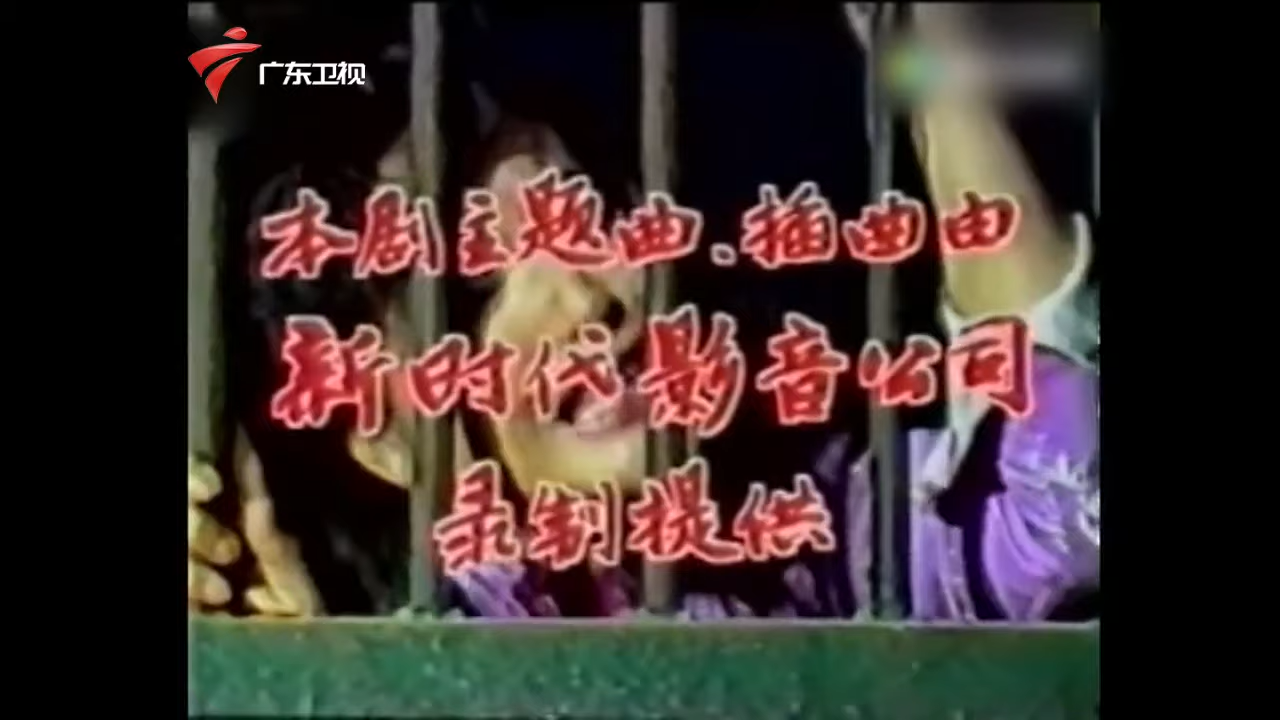 广东卫视
本剧主题曲、插曲由
新时代影音公司
录制提供